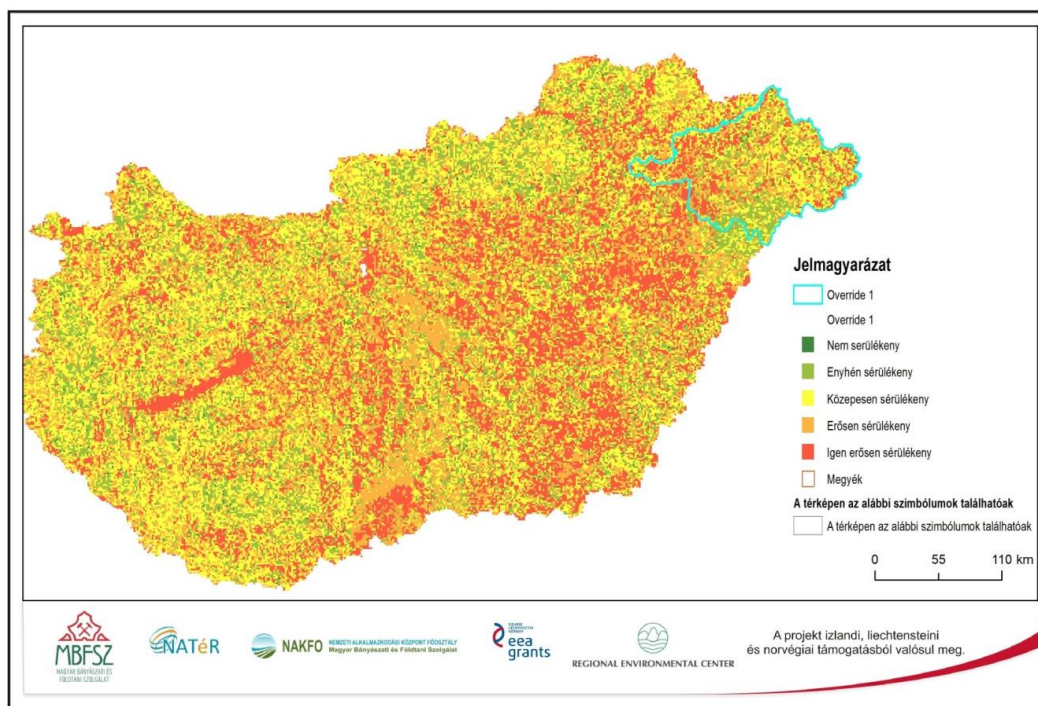 Jelmagyarázat
Override 1
Override 1
Nem serülékeny
Enyhén sérülékeny
Közepesen sérülékeny
Erősen sérülékeny
Igen erősen sérülékeny
Megyék
A térképen az alábbi szimbólumok találhatóak
A térképen az alábbi szimbólumok találhatóak
0 55 110 km
MBFSZ
MAGYAR BÁNYÁSZATI ÉS
FÖLDTANI SZOLGÁLAT
NATéR
NAKFO
NEMZETI ALKALMAZKODÁSI KÖZPONT FŐOSZTÁLY
Magyar Bányászati és Földtani Szolgálat
eea
grants
REGIONAL ENVIRONMENTAL CENTER
A projekt izlandi, liechtensteini
és norvégiai támogatásból valósul meg.